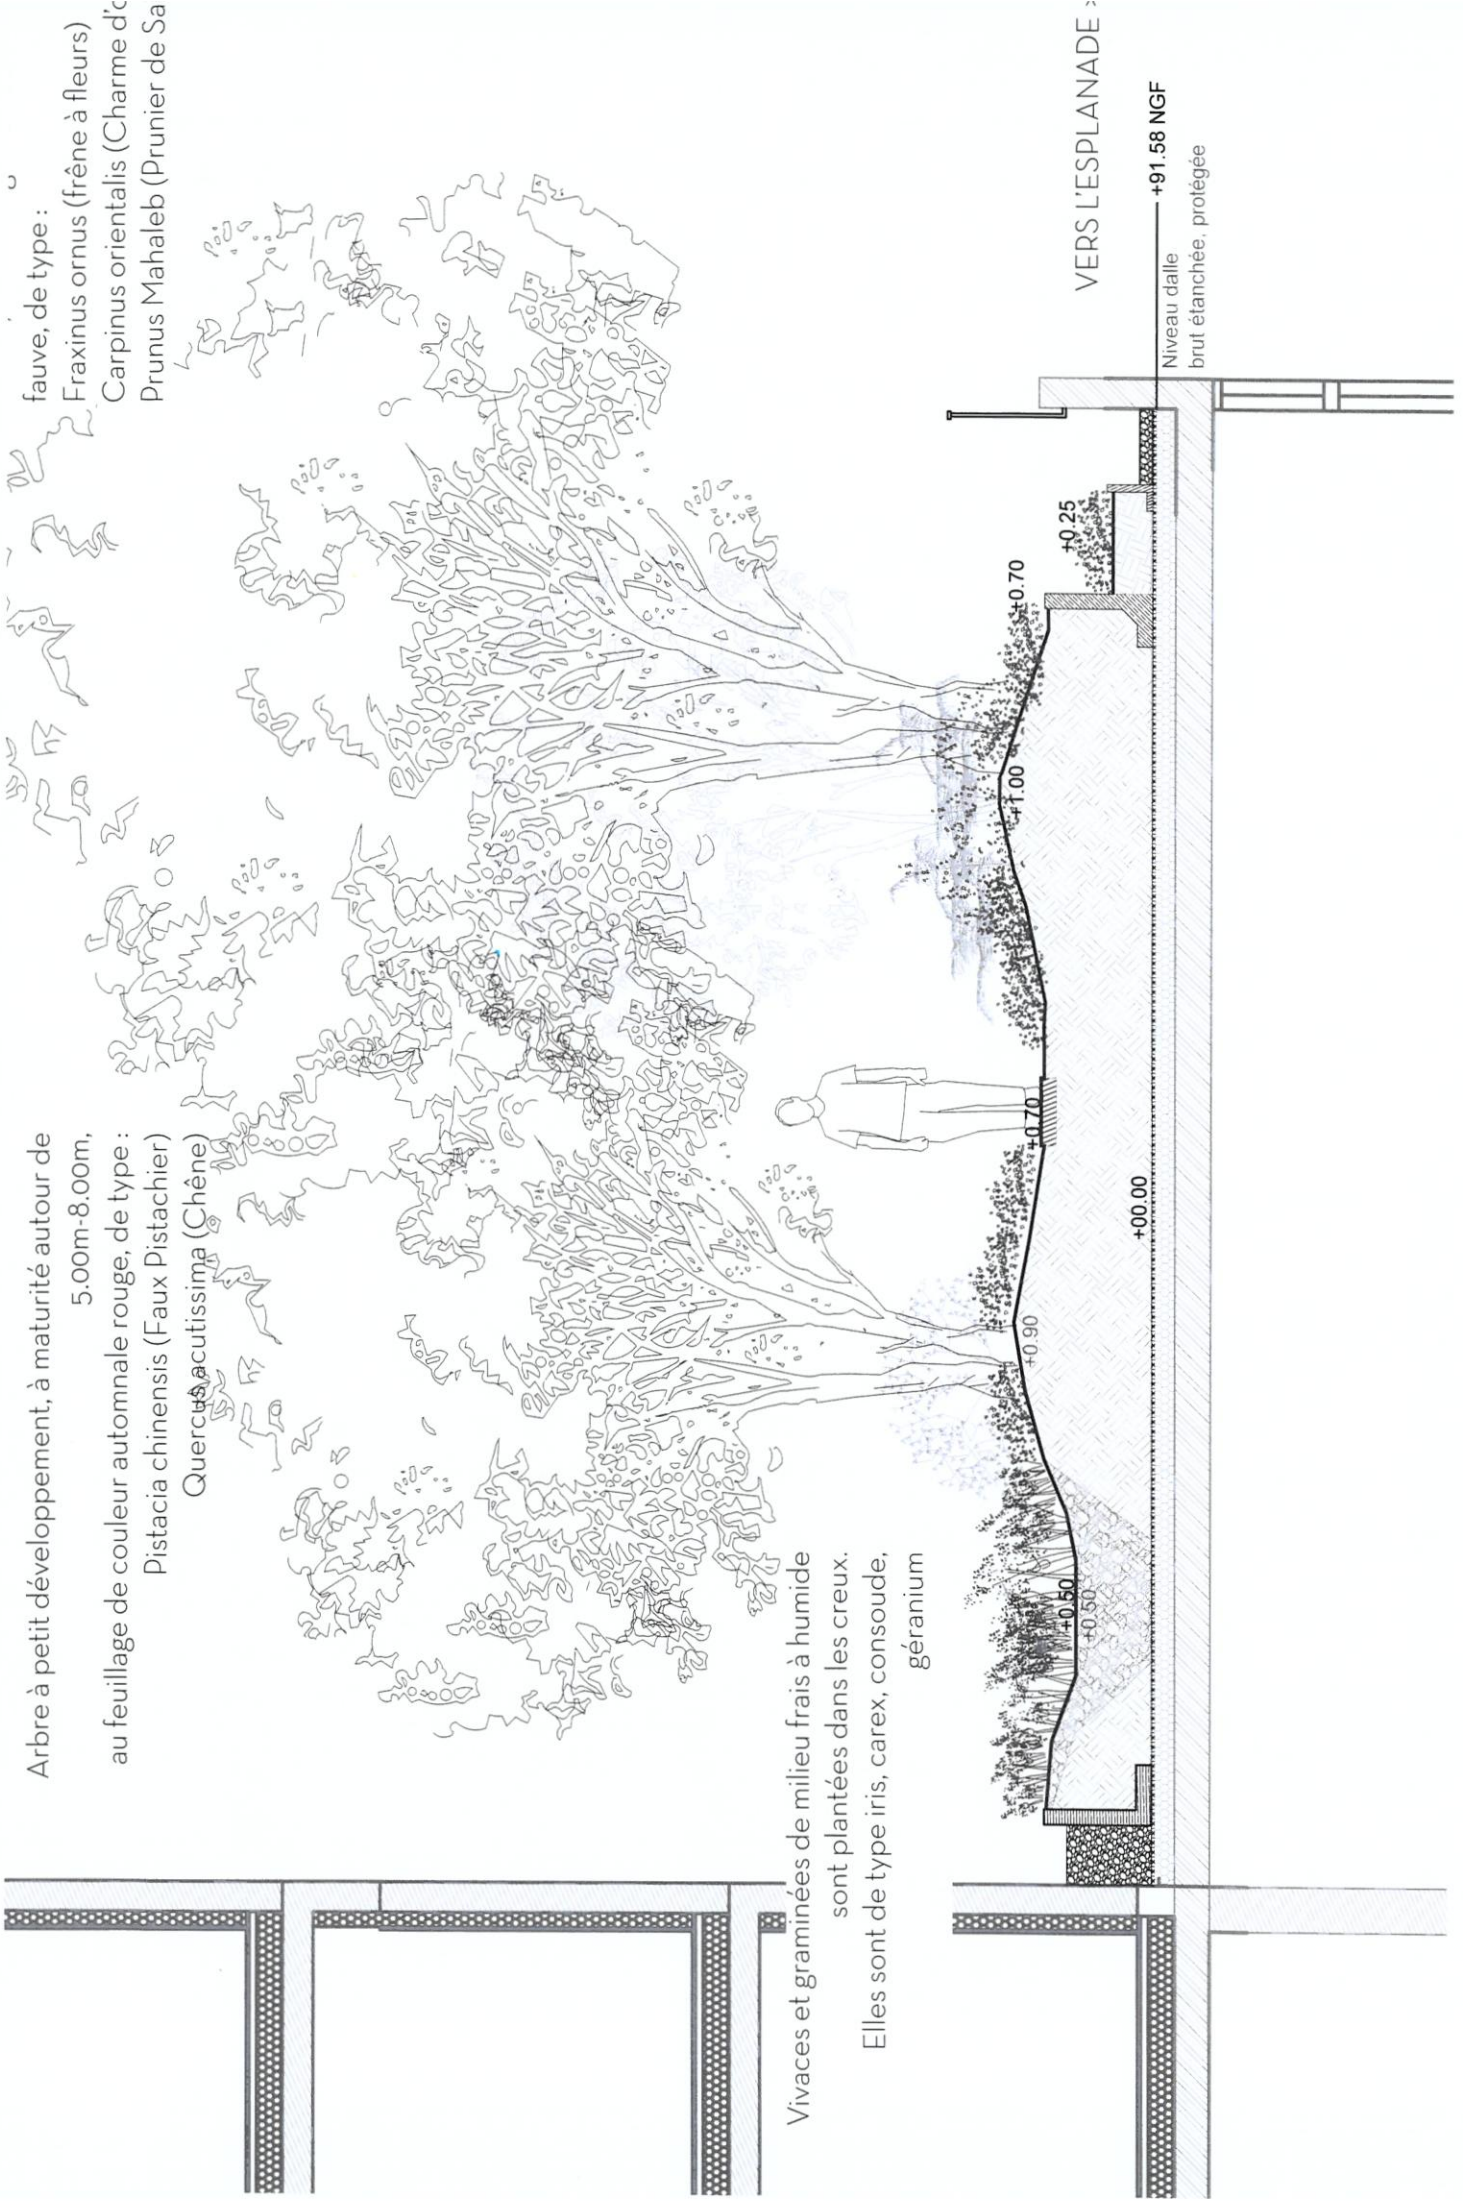 Arbre à petit développement, à maturité autour de
5.00m-8.00m,
au feuillage de couleur automnale rouge, de type :
Pistacia chinensis (Faux Pistachier)
Quercus acutissima (Chêne)
fauve, de type :
Fraxinus ornus (frêne à fleurs)
Carpinus orientalis (Charme d'o
Prunus Mahaleb (Prunier de Sa
Vivaces et graminées de milieu frais à humide
sont plantées dans les creux.
Elles sont de type iris, carex, consoude,
géranium
+0.50
+0.50
+0.90
+0.70
+1.00
+0.70
+0.25
+00.00
VERS L'ESPLANADE >
+91.58 NGF
Niveau dalle
brut étanchée, protégée